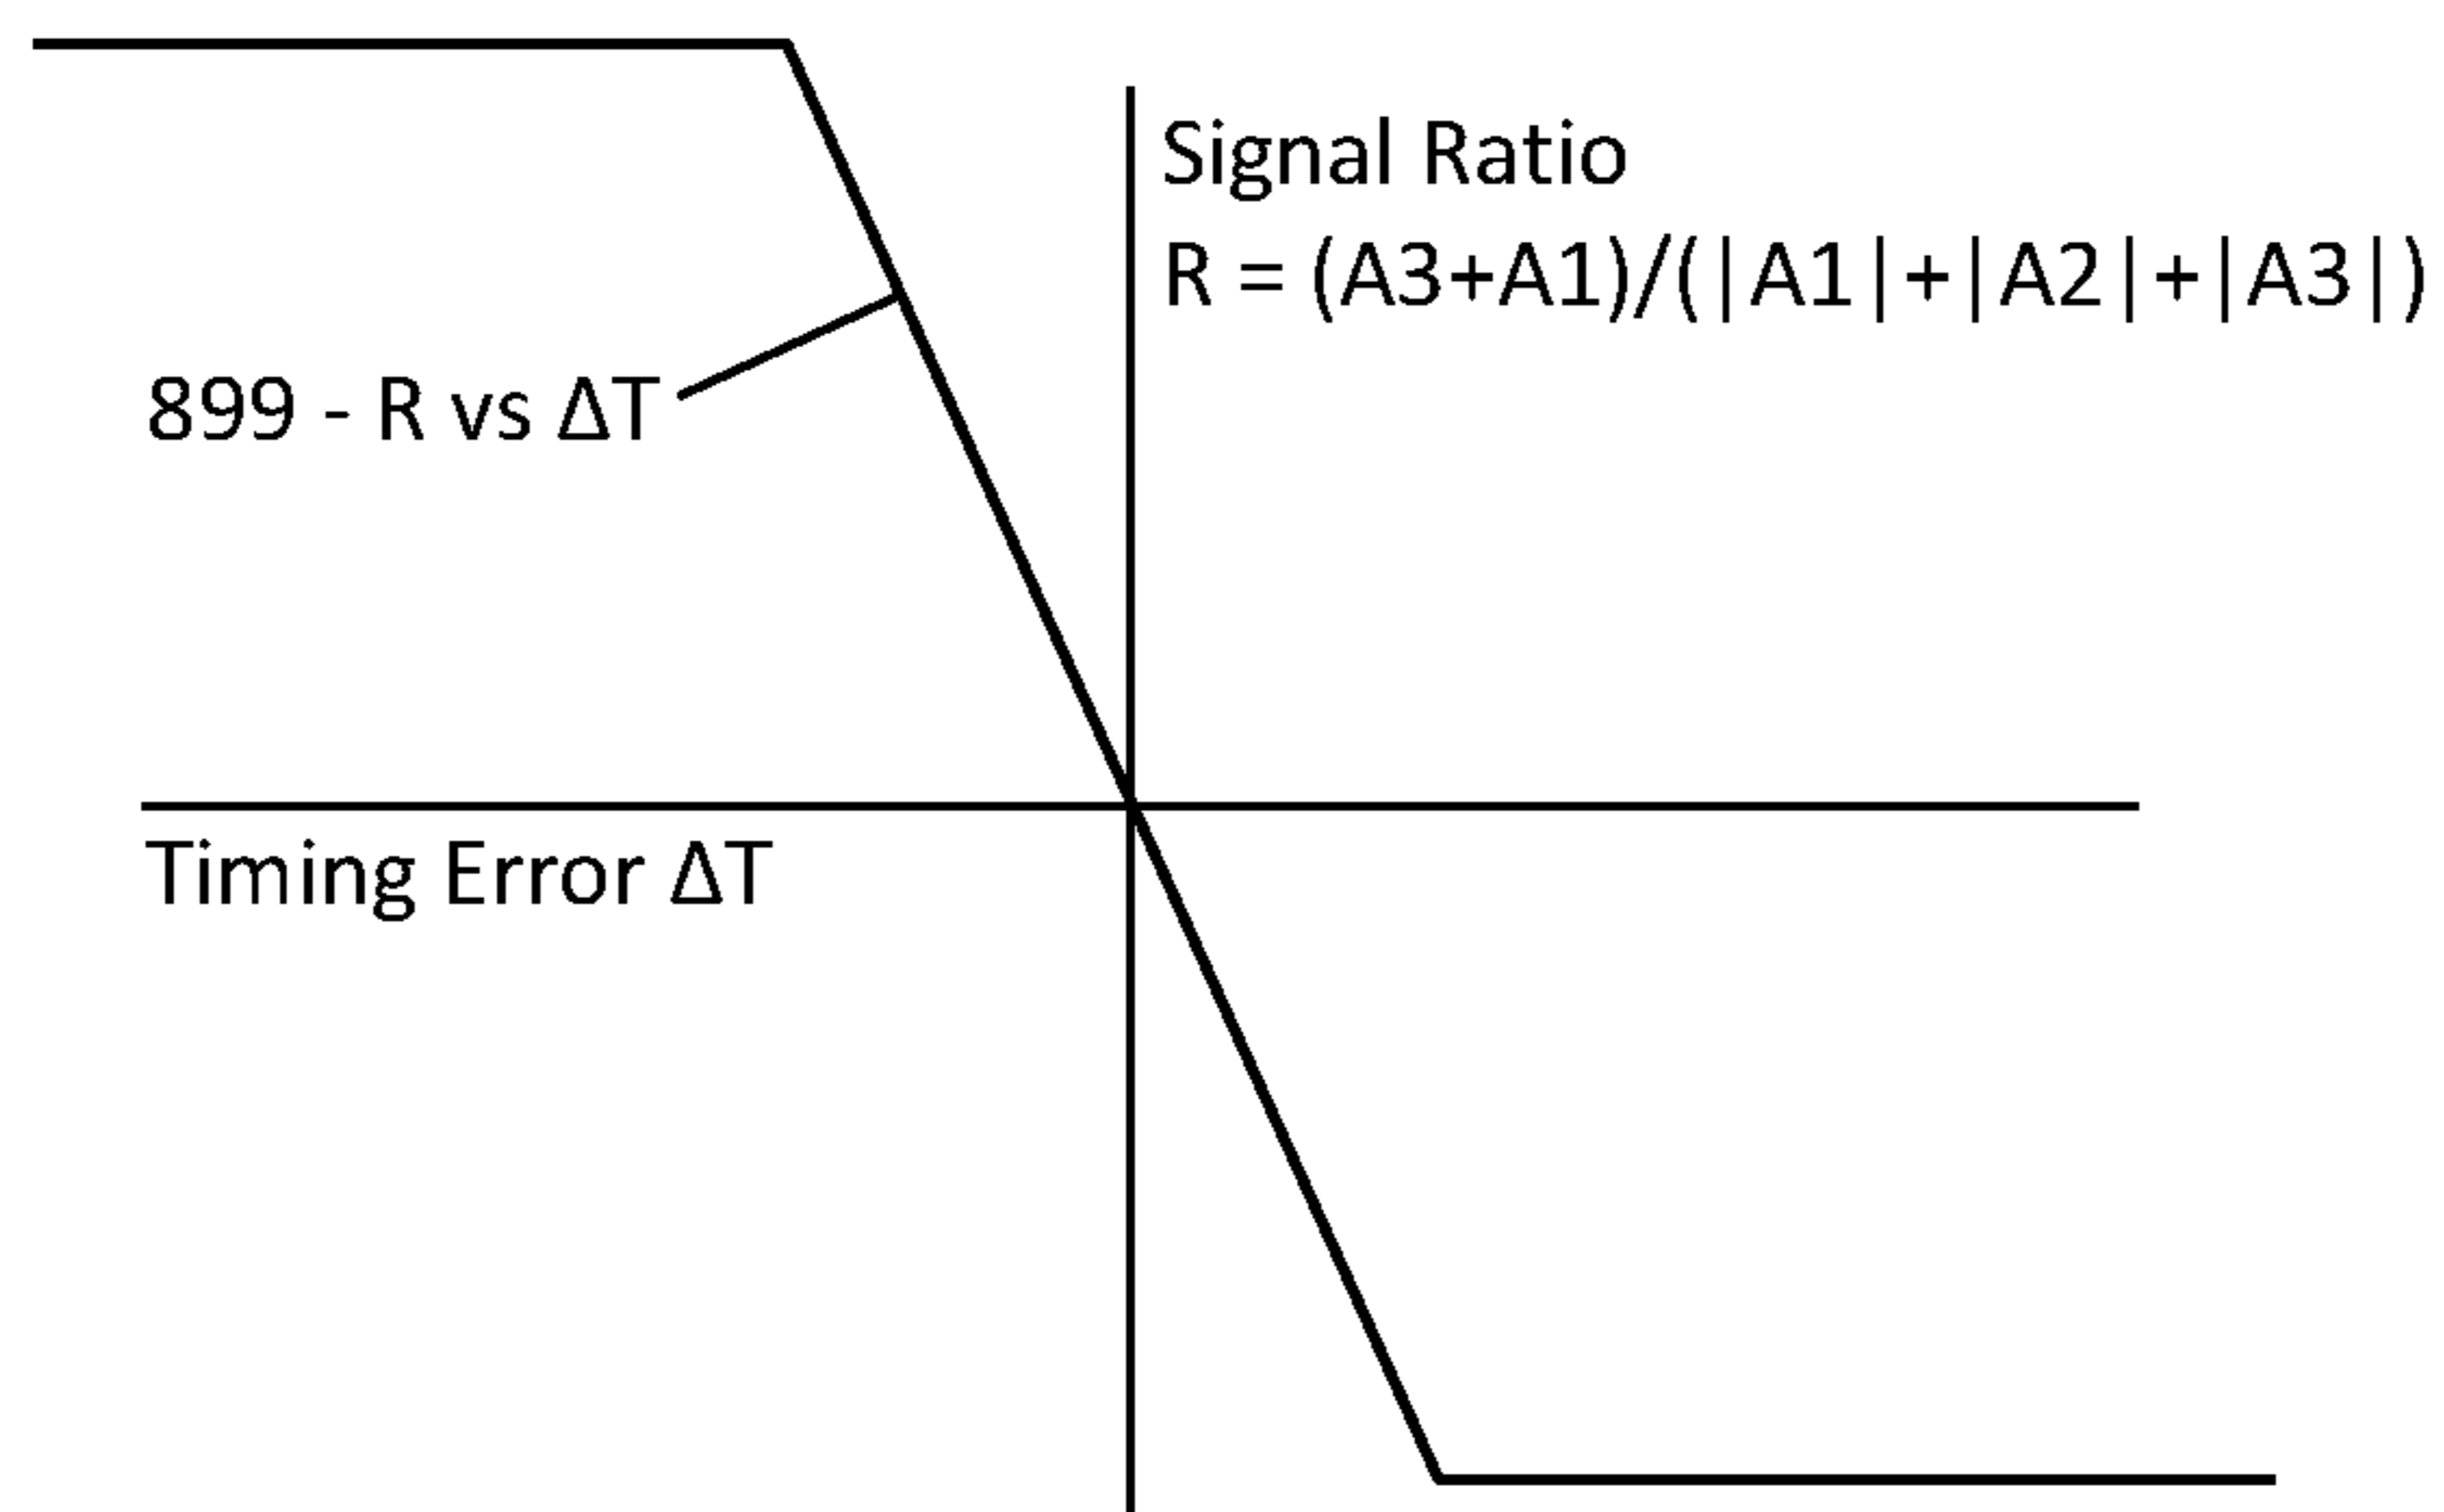 Signal Ratio
R = (A3+A1)/(|A1|+|A2|+|A3|)
899 - R vs ΔT
Timing Error ΔT